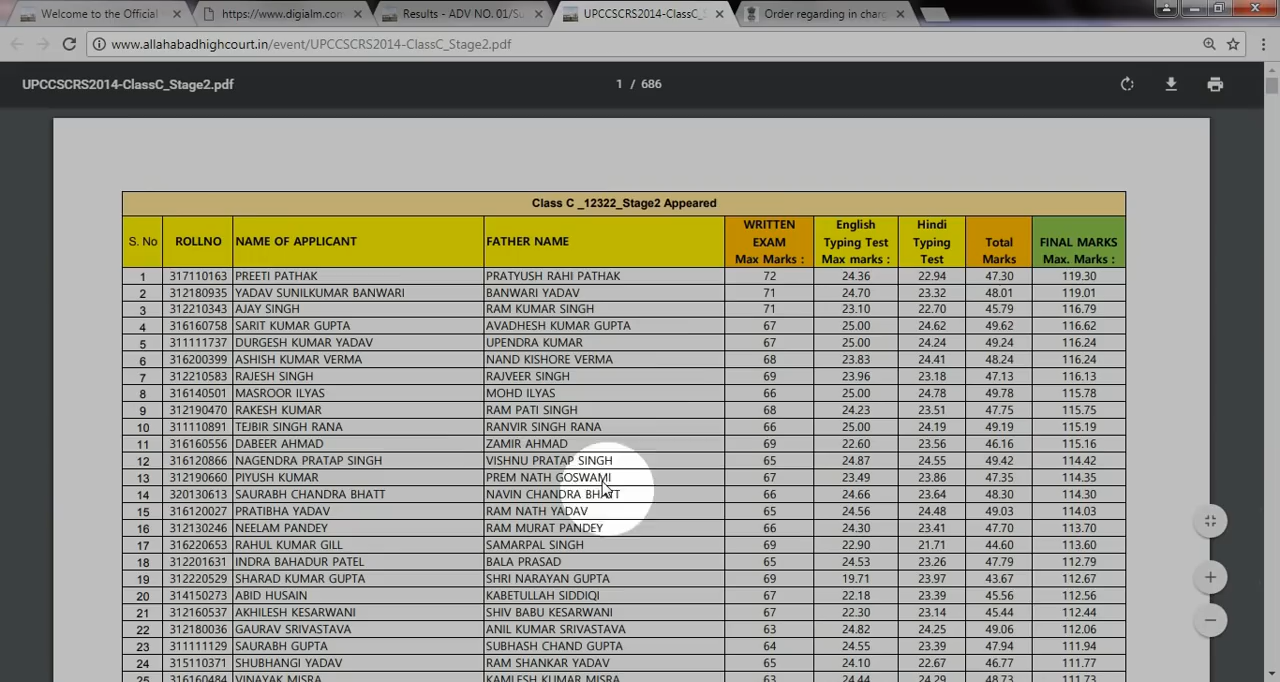 Welcome to the Official
https://www.digialm.com
Results - ADV NO. 01/Su
UPCCSCRS2014-ClassC_S
Order regarding in charg
www.allahabadhighcourt.in/event/UPCCSCRS2014-ClassC_Stage2.pdf
UPCCSCRS2014-ClassC_Stage2.pdf 1 / 686
Class C _12322_Stage2 Appeared
S. No ROLLNO NAME OF APPLICANT FATHER NAME WRITTEN EXAM Max Marks : English Typing Test Max marks : Hindi Typing Test Total Marks FINAL MARKS Max. Marks :
1 317110163 PREETI PATHAK PRATYUSH RAHI PATHAK 72 24.36 22.94 47.30 119.30
2 312180935 YADAV SUNILKUMAR BANWARI BANWARI YADAV 71 24.70 23.32 48.01 119.01
3 312210343 AJAY SINGH RAM KUMAR SINGH 71 23.10 22.70 45.79 116.79
4 316160758 SARIT KUMAR GUPTA AVADHESH KUMAR GUPTA 67 25.00 24.62 49.62 116.62
5 311111737 DURGESH KUMAR YADAV UPENDRA KUMAR 67 25.00 24.24 49.24 116.24
6 316200399 ASHISH KUMAR VERMA NAND KISHORE VERMA 68 23.83 24.41 48.24 116.24
7 312210583 RAJESH SINGH RAJVEER SINGH 69 23.96 23.18 47.13 116.13
8 316140501 MASROOR ILYAS MOHD ILYAS 66 25.00 24.78 49.78 115.78
9 312190470 RAKESH KUMAR RAM PATI SINGH 68 24.23 23.51 47.75 115.75
10 311110891 TEJBIR SINGH RANA RANVIR SINGH RANA 66 25.00 24.19 49.19 115.19
11 316160556 DABEER AHMAD ZAMIR AHMAD 69 22.60 23.56 46.16 115.16
12 316120866 NAGENDRA PRATAP SINGH VISHNU PRATAP SINGH 65 24.87 24.55 49.42 114.42
13 312190660 PIYUSH KUMAR PREM NATH GOSWAMI 67 23.49 23.86 47.35 114.35
14 320130613 SAURABH CHANDRA BHATT NAVIN CHANDRA BHATT 66 24.66 23.64 48.30 114.30
15 316120027 PRATIBHA YADAV RAM NATH YADAV 65 24.56 24.48 49.03 114.03
16 312130246 NEELAM PANDEY RAM MURAT PANDEY 66 24.30 23.41 47.70 113.70
17 316220653 RAHUL KUMAR GILL SAMARPAL SINGH 69 22.90 21.71 44.60 113.60
18 312201631 INDRA BAHADUR PATEL BALA PRASAD 65 24.53 23.26 47.79 112.79
19 312220529 SHARAD KUMAR GUPTA SHRI NARAYAN GUPTA 69 19.71 23.97 43.67 112.67
20 314150273 ABID HUSAIN KABETULLAH SIDDIQI 67 22.18 23.39 45.56 112.56
21 312160537 AKHILESH KESARWANI SHIV BABU KESARWANI 67 22.30 23.14 45.44 112.44
22 312180036 GAURAV SRIVASTAVA ANIL KUMAR SRIVASTAVA 63 24.82 24.25 49.06 112.06
23 311111129 SAURABH GUPTA SUBHASH CHAND GUPTA 64 24.55 23.39 47.94 111.94
24 315110371 SHUBHANGI YADAV RAM SHANKAR YADAV 65 24.10 22.67 46.77 111.77
25 316160484 VINAYAK MISRA KAMLESH KUMAR MISRA 63 24.44 24.29 48.73 111.73